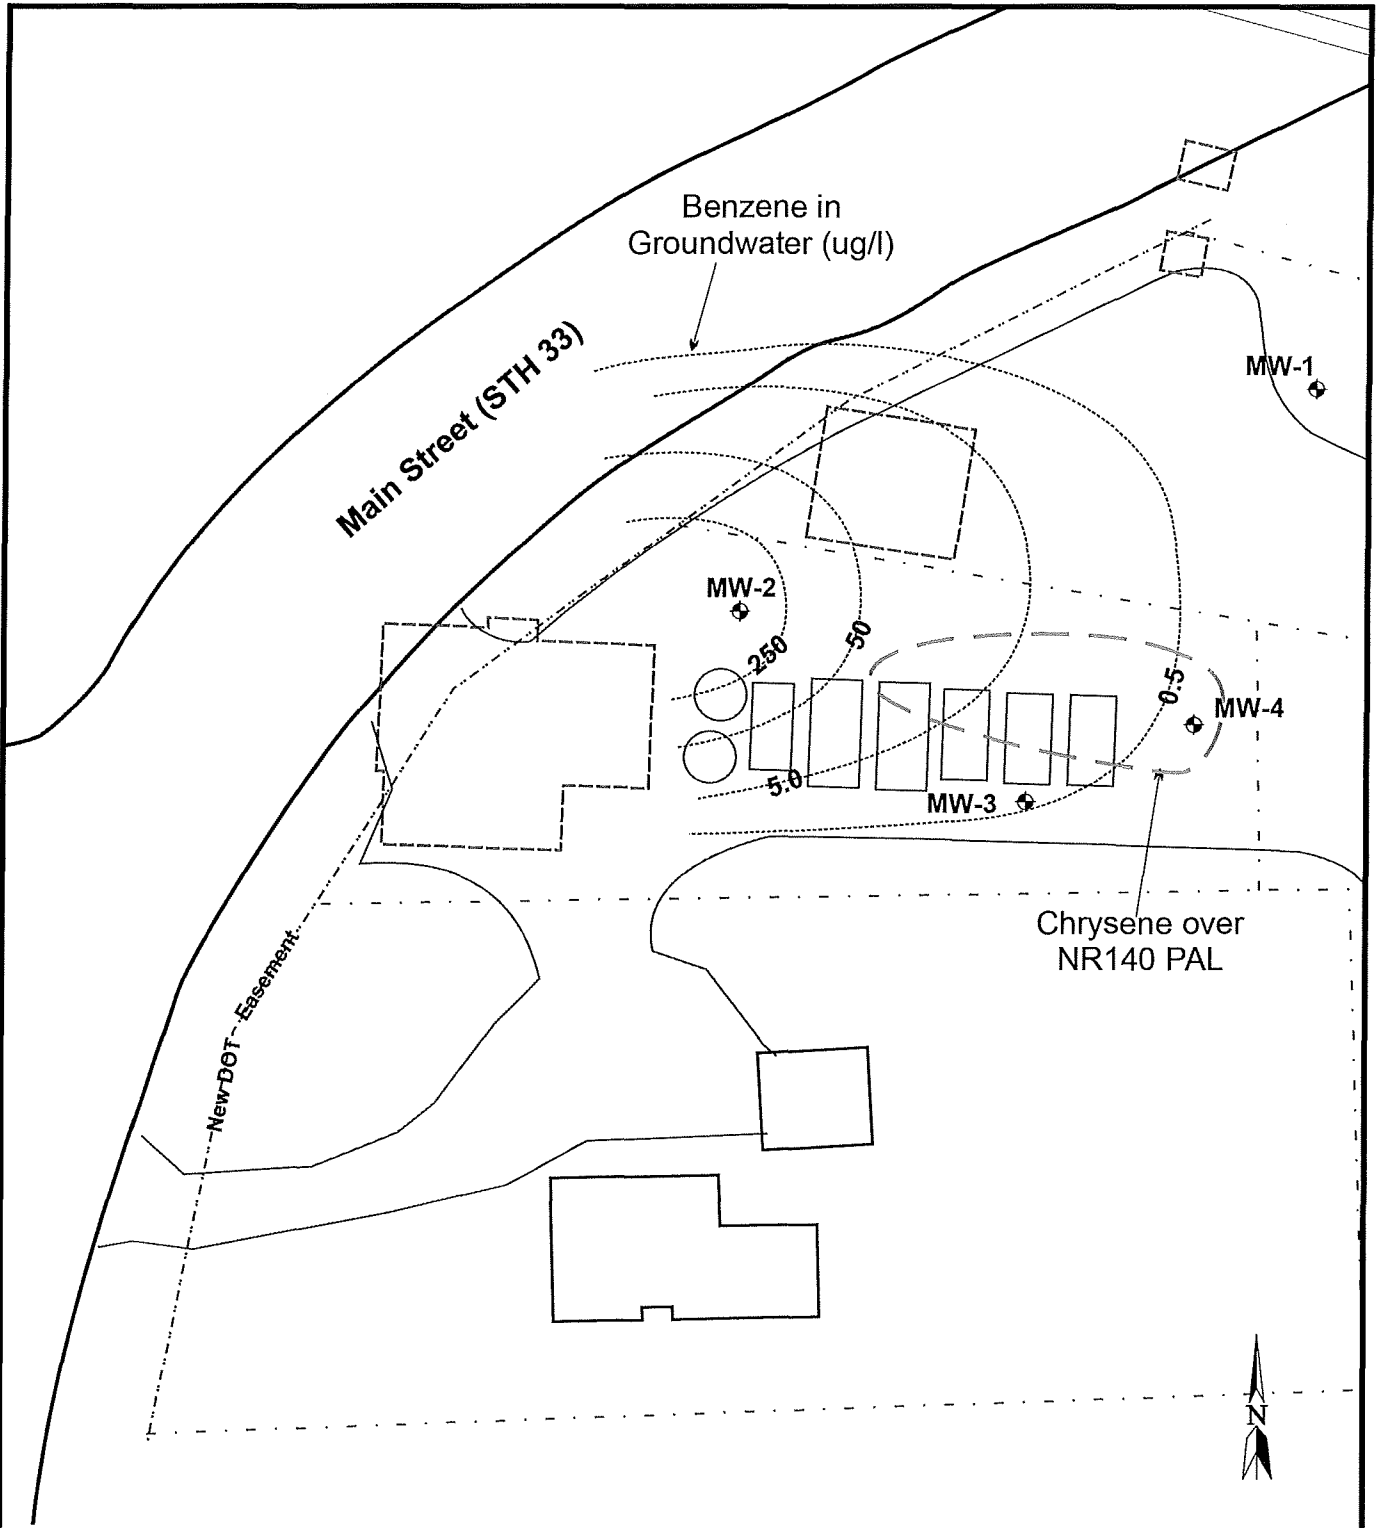 Benzene in
Groundwater (ug/l)
Main Street (STH 33)
MW-1
MW-2
250
50
0.5
MW-4
5.0
MW-3
Chrysene over
NR140 PAL
New DOT Easement
N